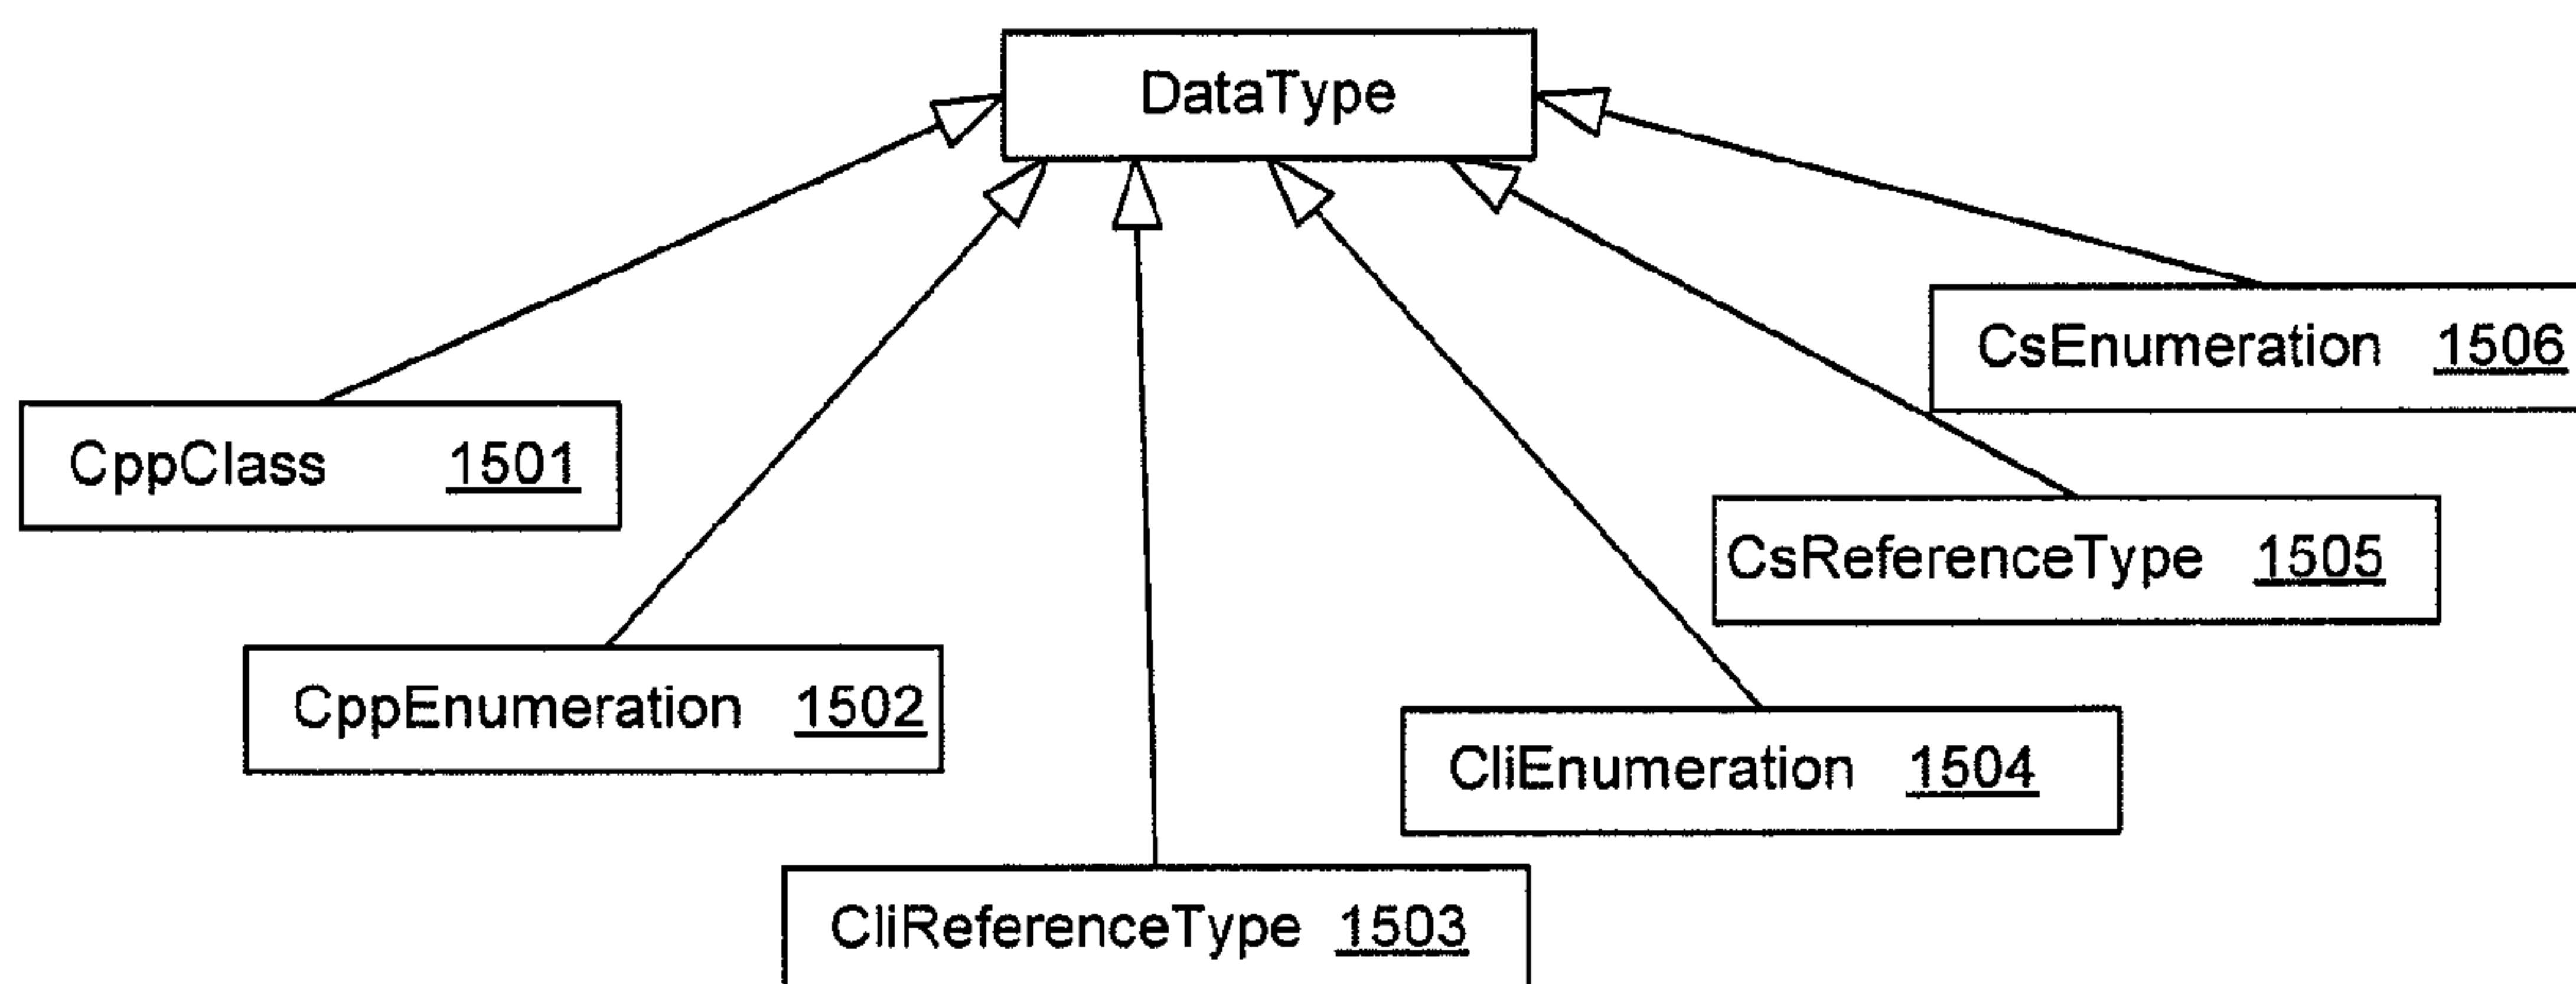 DataType
CsEnumeration 1506
CppClass 1501
CsReferenceType 1505
CppEnumeration 1502
CliEnumeration 1504
CliReferenceType 1503